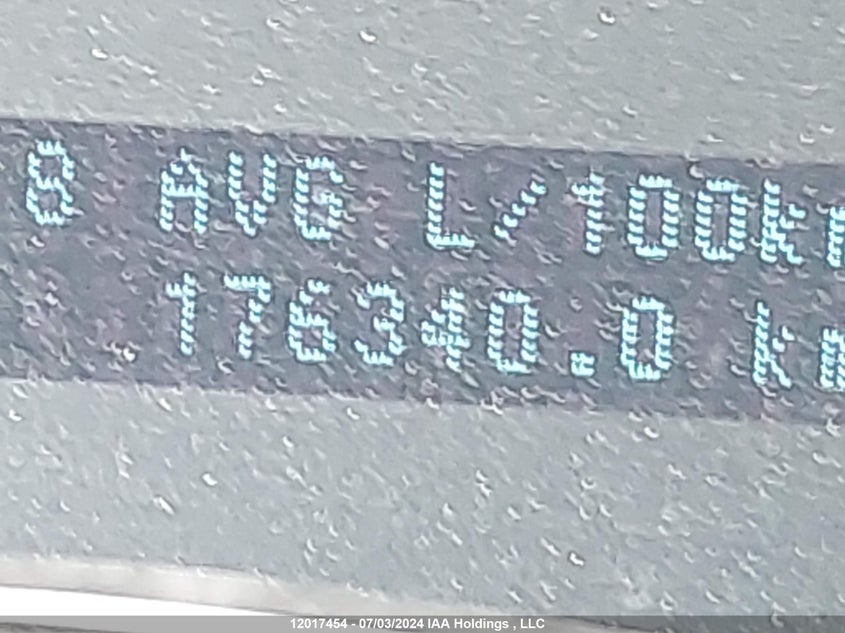 8 AVG L/100k
176340.0 k
12017454 - 07/03/2024 IAA Holdings , LLC